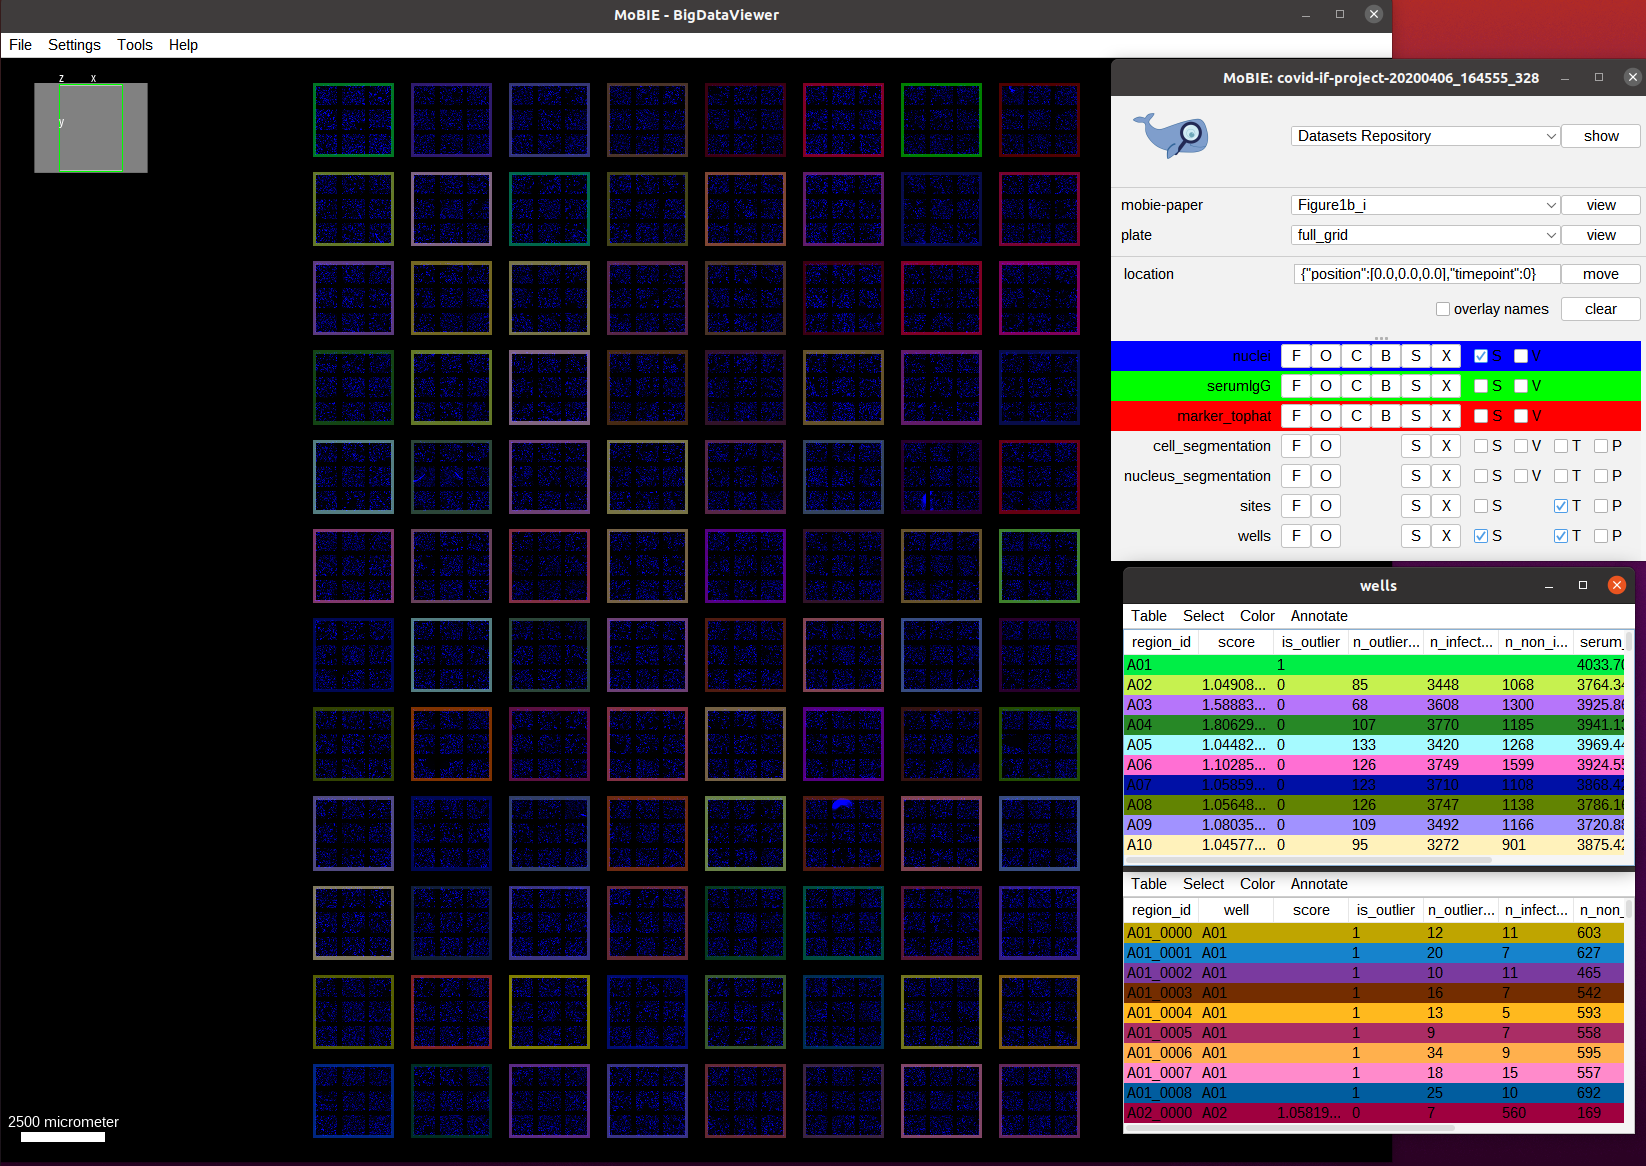 MoBIE - BigDataViewer
File Settings Tools Help
z x
y
2500 micrometer
MoBIE: covid-if-project-20200406_164555_328
Datasets Repository show
mobie-paper Figure1b_i view
plate full_grid view
location {"position":[0.0,0.0,0.0],"timepoint":0} move
overlay names clear
nuclei F O C B S X S V
serumIgG F O C B S X S V
marker_tophat F O C B S X S V
cell_segmentation F O S X S V T P
nucleus_segmentation F O S X S V T P
sites F O S X S T P
wells F O S X S T P
wells
Table Select Color Annotate
region_id score is_outlier n_outlier... n_infect... n_non_i... serum_
A01 1 4033.70
A02 1.04908... 0 85 3448 1068 3764.34
A03 1.58883... 0 68 3608 1300 3925.86
A04 1.80629... 0 107 3770 1185 3941.13
A05 1.04482... 0 133 3420 1268 3969.44
A06 1.10285... 0 126 3749 1599 3924.55
A07 1.05859... 0 123 3710 1108 3868.42
A08 1.05648... 0 126 3747 1138 3786.16
A09 1.08035... 0 109 3492 1166 3720.88
A10 1.04577... 0 95 3272 901 3875.42
Table Select Color Annotate
region_id well score is_outlier n_outlier... n_infect... n_non_
A01_0000 A01 1 12 11 603
A01_0001 A01 1 20 7 627
A01_0002 A01 1 10 11 465
A01_0003 A01 1 16 7 542
A01_0004 A01 1 13 5 593
A01_0005 A01 1 9 7 558
A01_0006 A01 1 34 9 595
A01_0007 A01 1 18 15 557
A01_0008 A01 1 25 10 692
A02_0000 A02 1.05819... 0 7 560 169